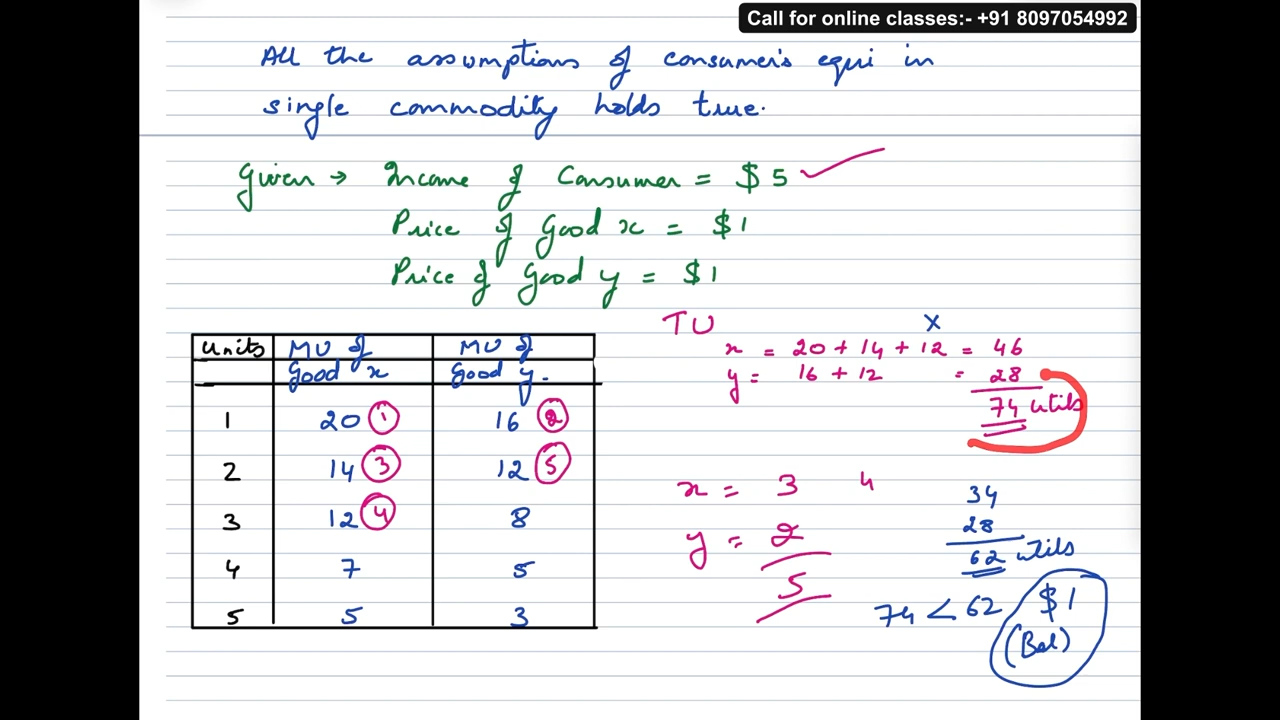 Call for online classes:- +91 8097054992
All the assumptions of consumer's equi in
single commodity holds true.
Given → Income of Consumer = $5
Price of Good x = $1
Price of Good y = $1
Units MU of Good x MU of Good y.
1 20 ① 16 ②
2 14 ③ 12 ⑤
3 12 ④ 8
4 7 5
5 5 3
TU X
x = 20 + 14 + 12 = 46
y = 16 + 12 = 28
74 utils
x = 3 4
y = 2
5
34
28
62 utils
74 < 62
$1
(Bal)